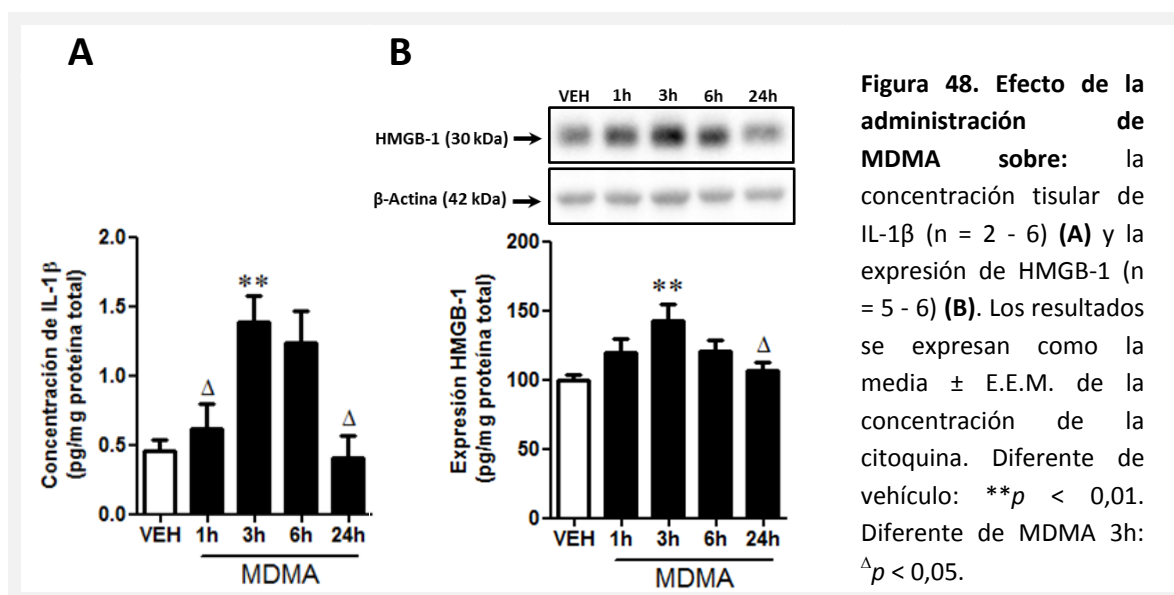 A
B
VEH 1h 3h 6h 24h
HMGB-1 (30 kDa)
β-Actina (42 kDa)
Concentración de IL-1β
(pg/mg proteína total)
2.0
1.5
1.0
0.5
0.0
Δ
**
Δ
VEH 1h 3h 6h 24h
MDMA
Expresión HMGB-1
(pg/mg proteína total)
200
150
100
50
0
**
Δ
VEH 1h 3h 6h 24h
MDMA
Figura 48. Efecto de la
administración de
MDMA sobre: la
concentración tisular de
IL-1β (n = 2 - 6) (A) y la
expresión de HMGB-1 (n
= 5 - 6) (B). Los resultados
se expresan como la
media ± E.E.M. de la
concentración de la
citoquina. Diferente de
vehículo: **p < 0,01.
Diferente de MDMA 3h:
Δp < 0,05.